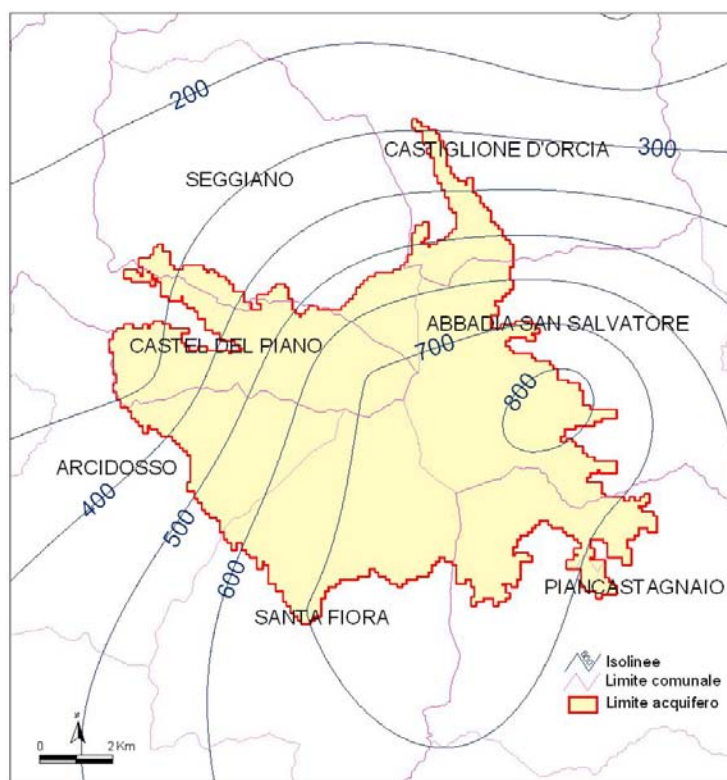 200
CASTIGLIONE D'ORCIA
300
SEGGIANO
ABBADIA SAN SALVATORE
CASTEL DEL PIANO
700
800
ARCIDOSSO
400
500
600
SANTA FIORA
PIANCASTAGNAIO
Isolinee
Limite comunale
Limite acquifero
0 2 Km